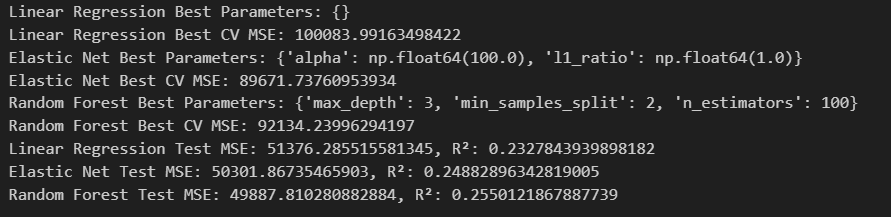 Linear Regression Best Parameters: {}
Linear Regression Best CV MSE: 100083.99163498422
Elastic Net Best Parameters: {'alpha': np.float64(100.0), 'l1_ratio': np.float64(1.0)}
Elastic Net Best CV MSE: 89671.73760953934
Random Forest Best Parameters: {'max_depth': 3, 'min_samples_split': 2, 'n_estimators': 100}
Random Forest Best CV MSE: 92134.23996294197
Linear Regression Test MSE: 51376.285515581345, R²: 0.2327843939898182
Elastic Net Test MSE: 50301.86735465903, R²: 0.24882896342819005
Random Forest Test MSE: 49887.810280882884, R²: 0.2550121867887739